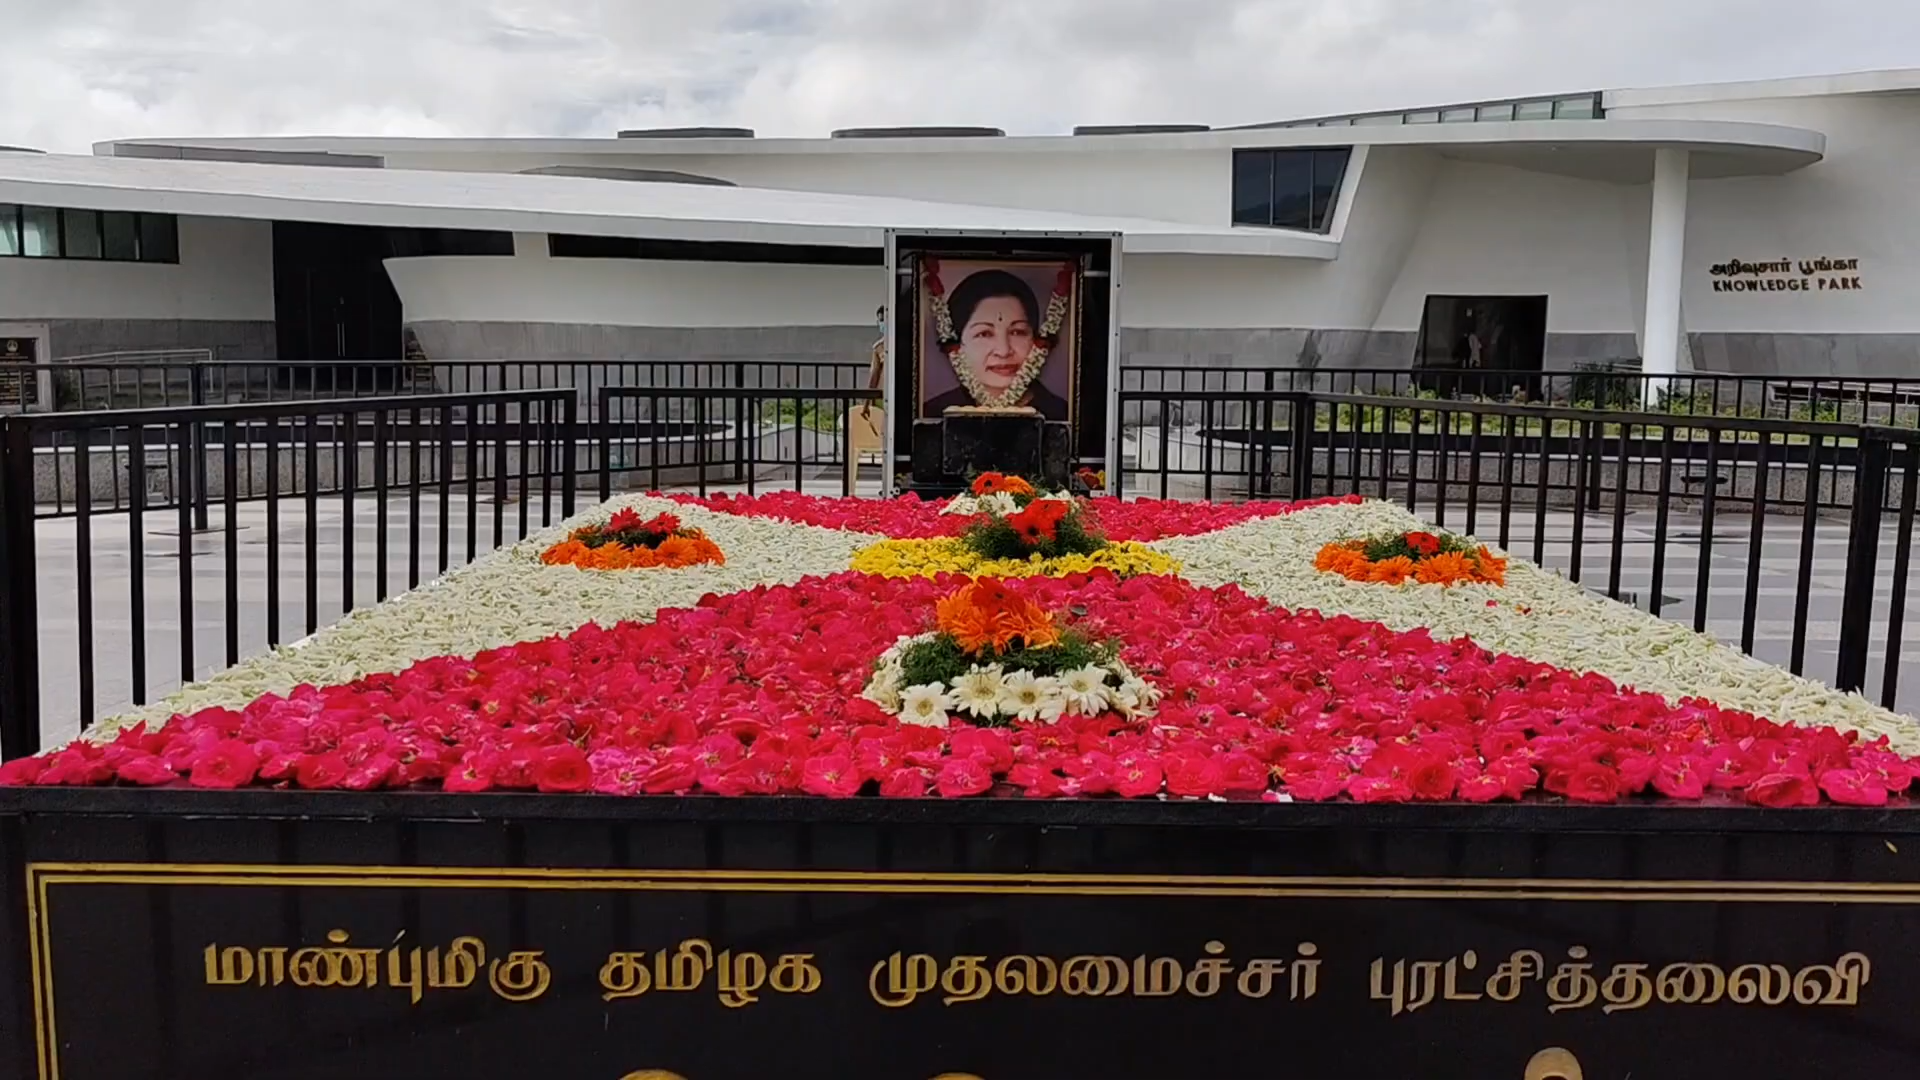 அறிவுசார் பூங்கா
KNOWLEDGE PARK
மாண்புமிகு தமிழக முதலமைச்சர் புரட்சித்தலைவி